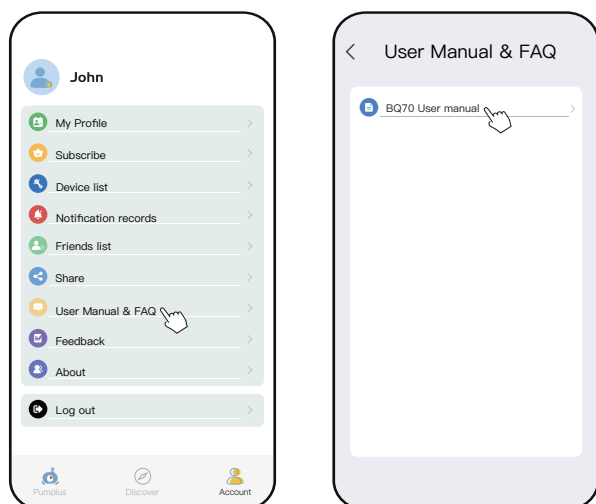 John
My Profile
Subscribe
Device list
Notification records
Friends list
Share
User Manual & FAQ
Feedback
About
Log out
Pumplus
Discover
Account
User Manual & FAQ
BQ70 User manual